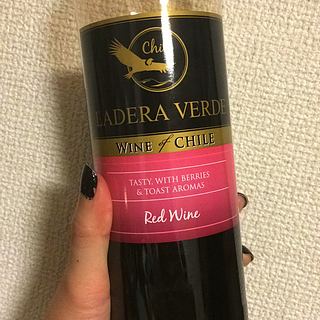 Chile
LADERA VERDE
WINE of CHILE
TASTY, WITH BERRIES
& TOAST AROMAS
Red Wine